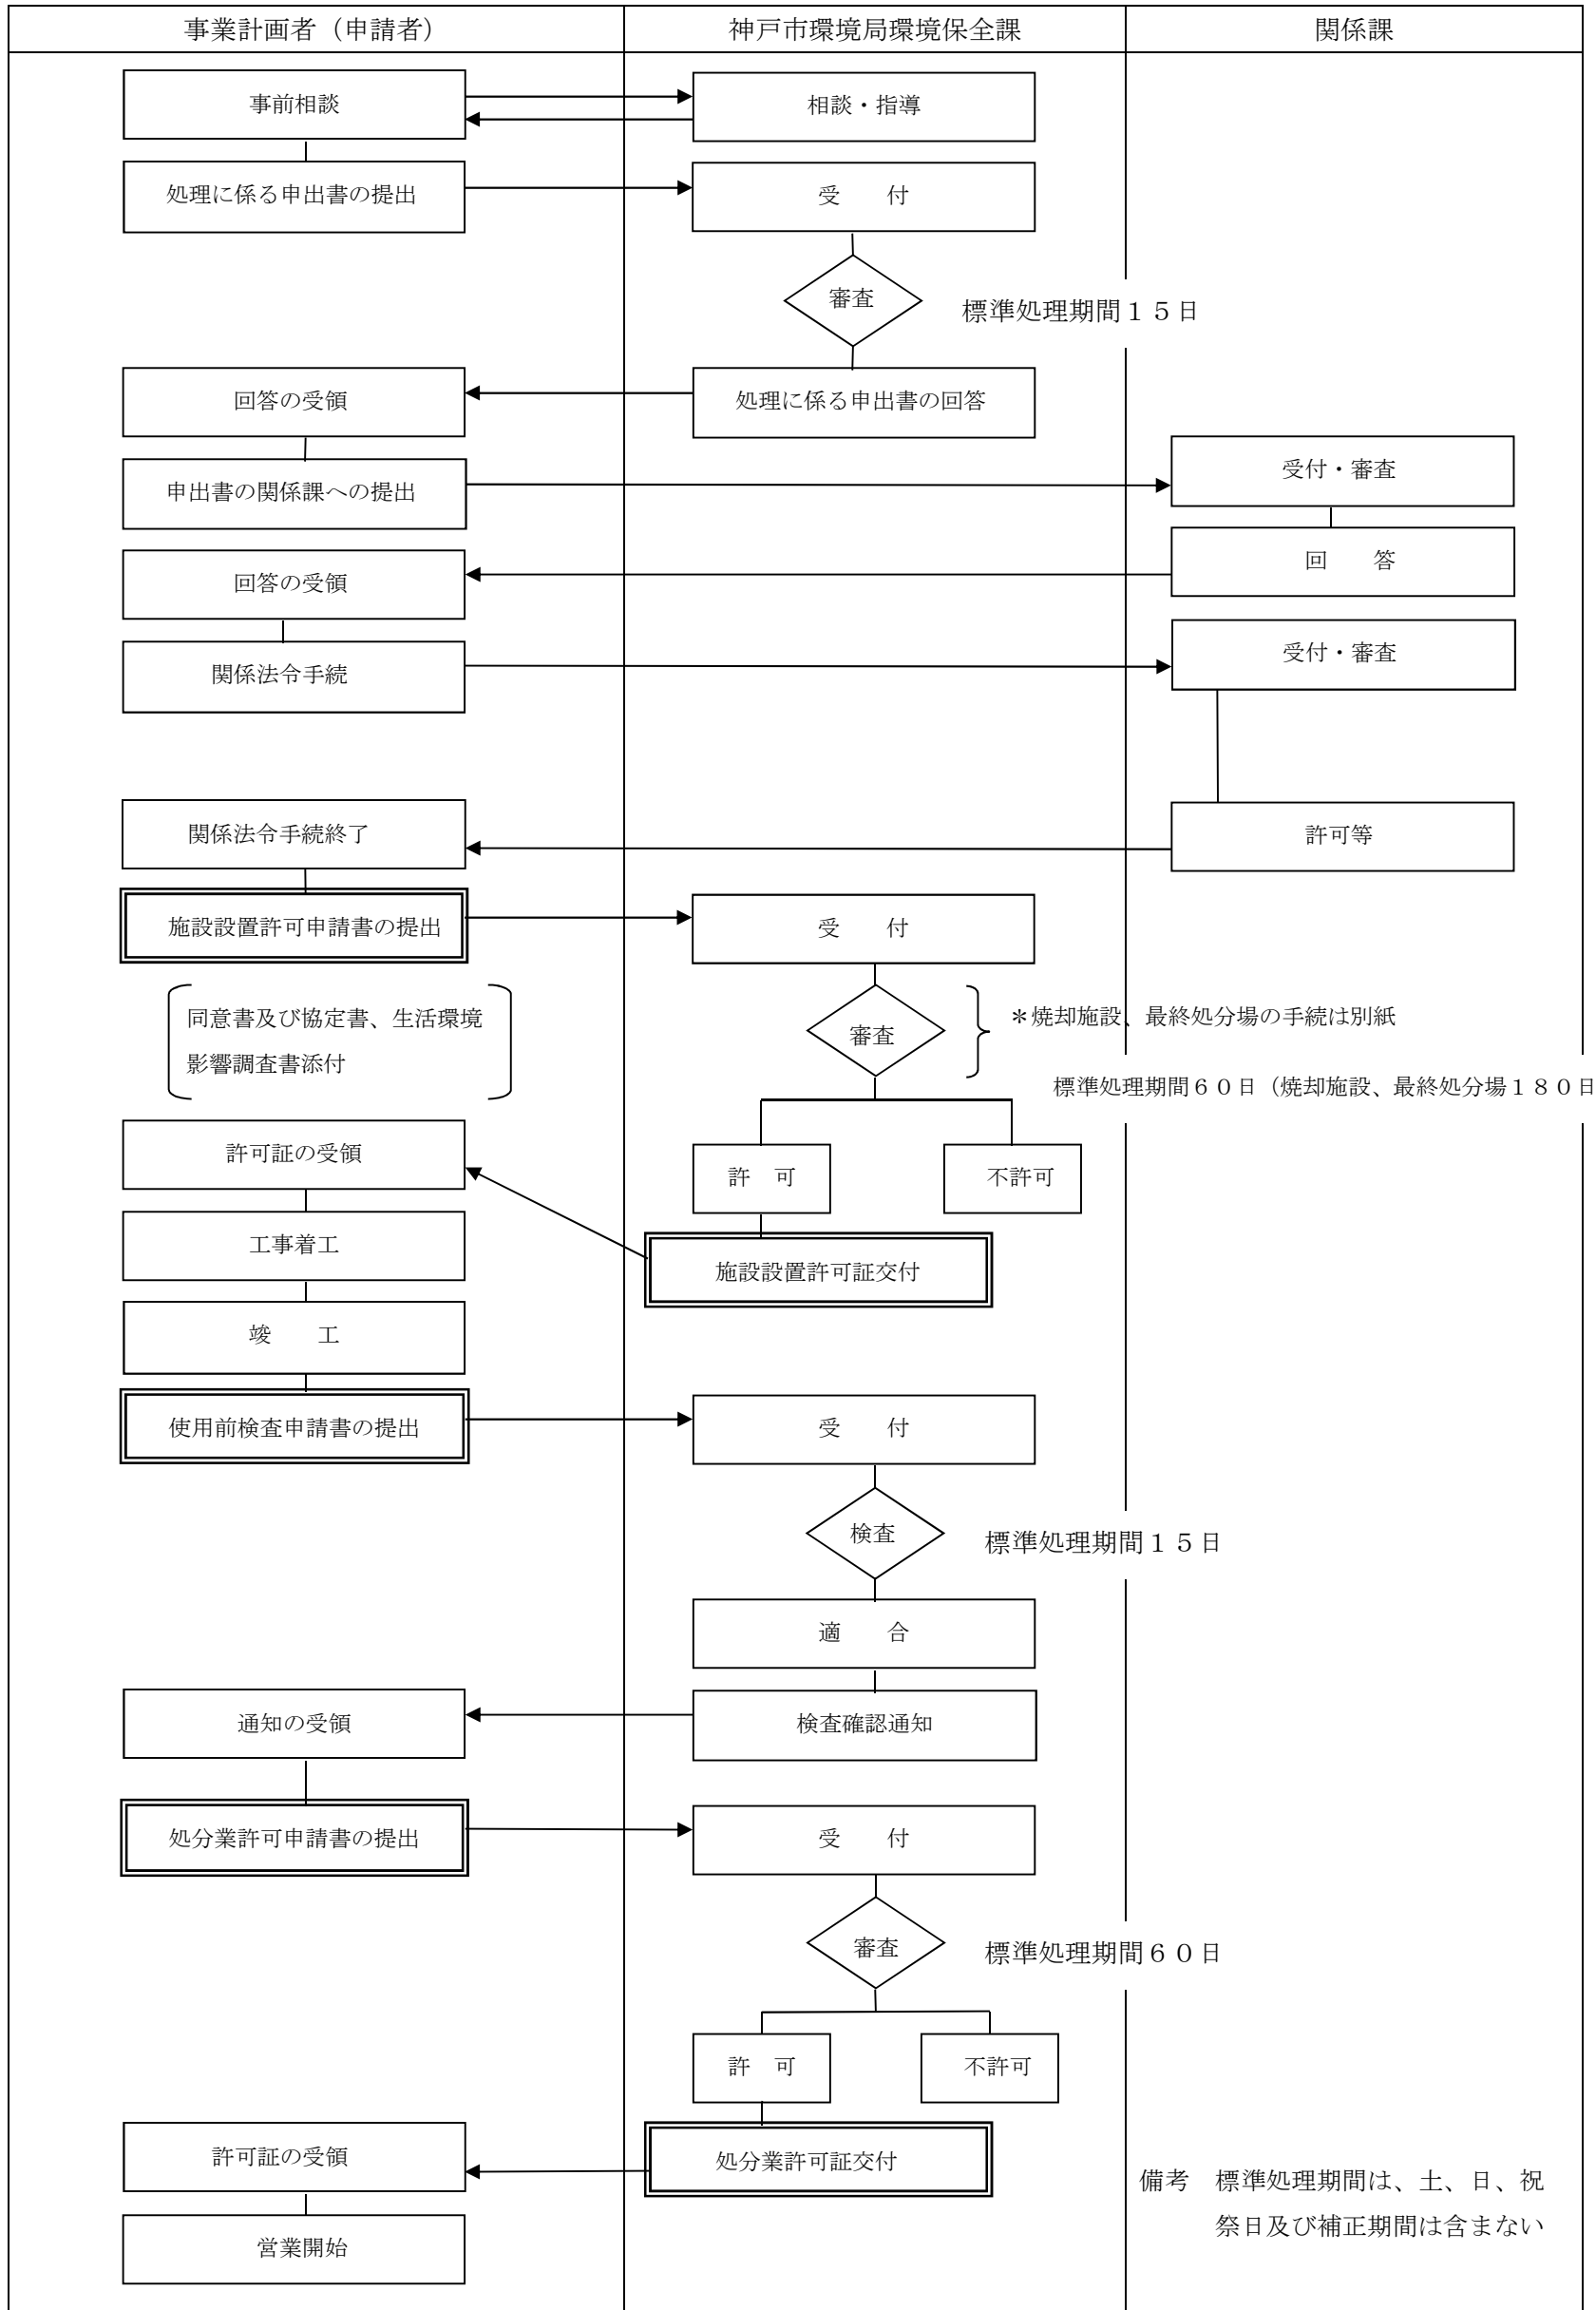 事業計画者（申請者）
神戸市環境局環境保全課
関係課
事前相談
相談・指導
処理に係る申出書の提出
受　　付
審査
標準処理期間１５日
回答の受領
処理に係る申出書の回答
申出書の関係課への提出
受付・審査
回　　答
回答の受領
関係法令手続
受付・審査
関係法令手続終了
許可等
施設設置許可申請書の提出
受　　付
同意書及び協定書、生活環境
影響調査書添付
審査
＊焼却施設、最終処分場の手続は別紙
標準処理期間６０日（焼却施設、最終処分場１８０日
許可証の受領
許　可
不許可
工事着工
施設設置許可証交付
竣　　工
使用前検査申請書の提出
受　　付
検査
標準処理期間１５日
適　　合
通知の受領
検査確認通知
処分業許可申請書の提出
受　　付
審査
標準処理期間６０日
許　可
不許可
許可証の受領
処分業許可証交付
備考　標準処理期間は、土、日、祝
祭日及び補正期間は含まない
営業開始